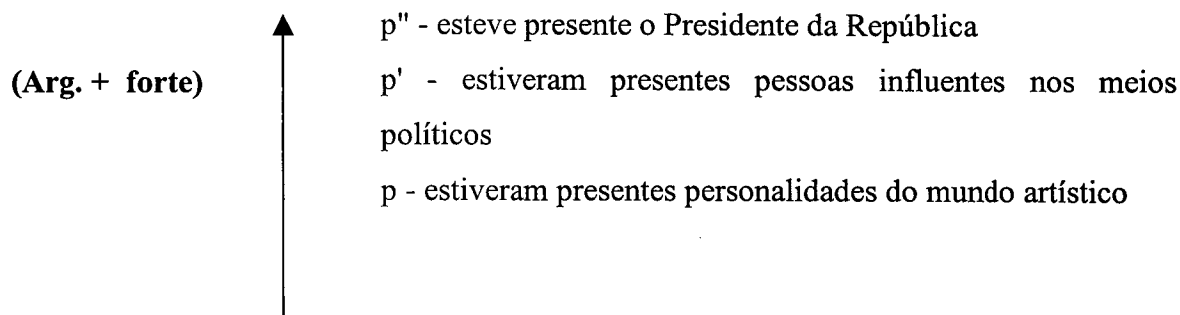 p" - esteve presente o Presidente da República
(Arg. + forte) p' - estiveram presentes pessoas influentes nos meios
políticos
p - estiveram presentes personalidades do mundo artístico